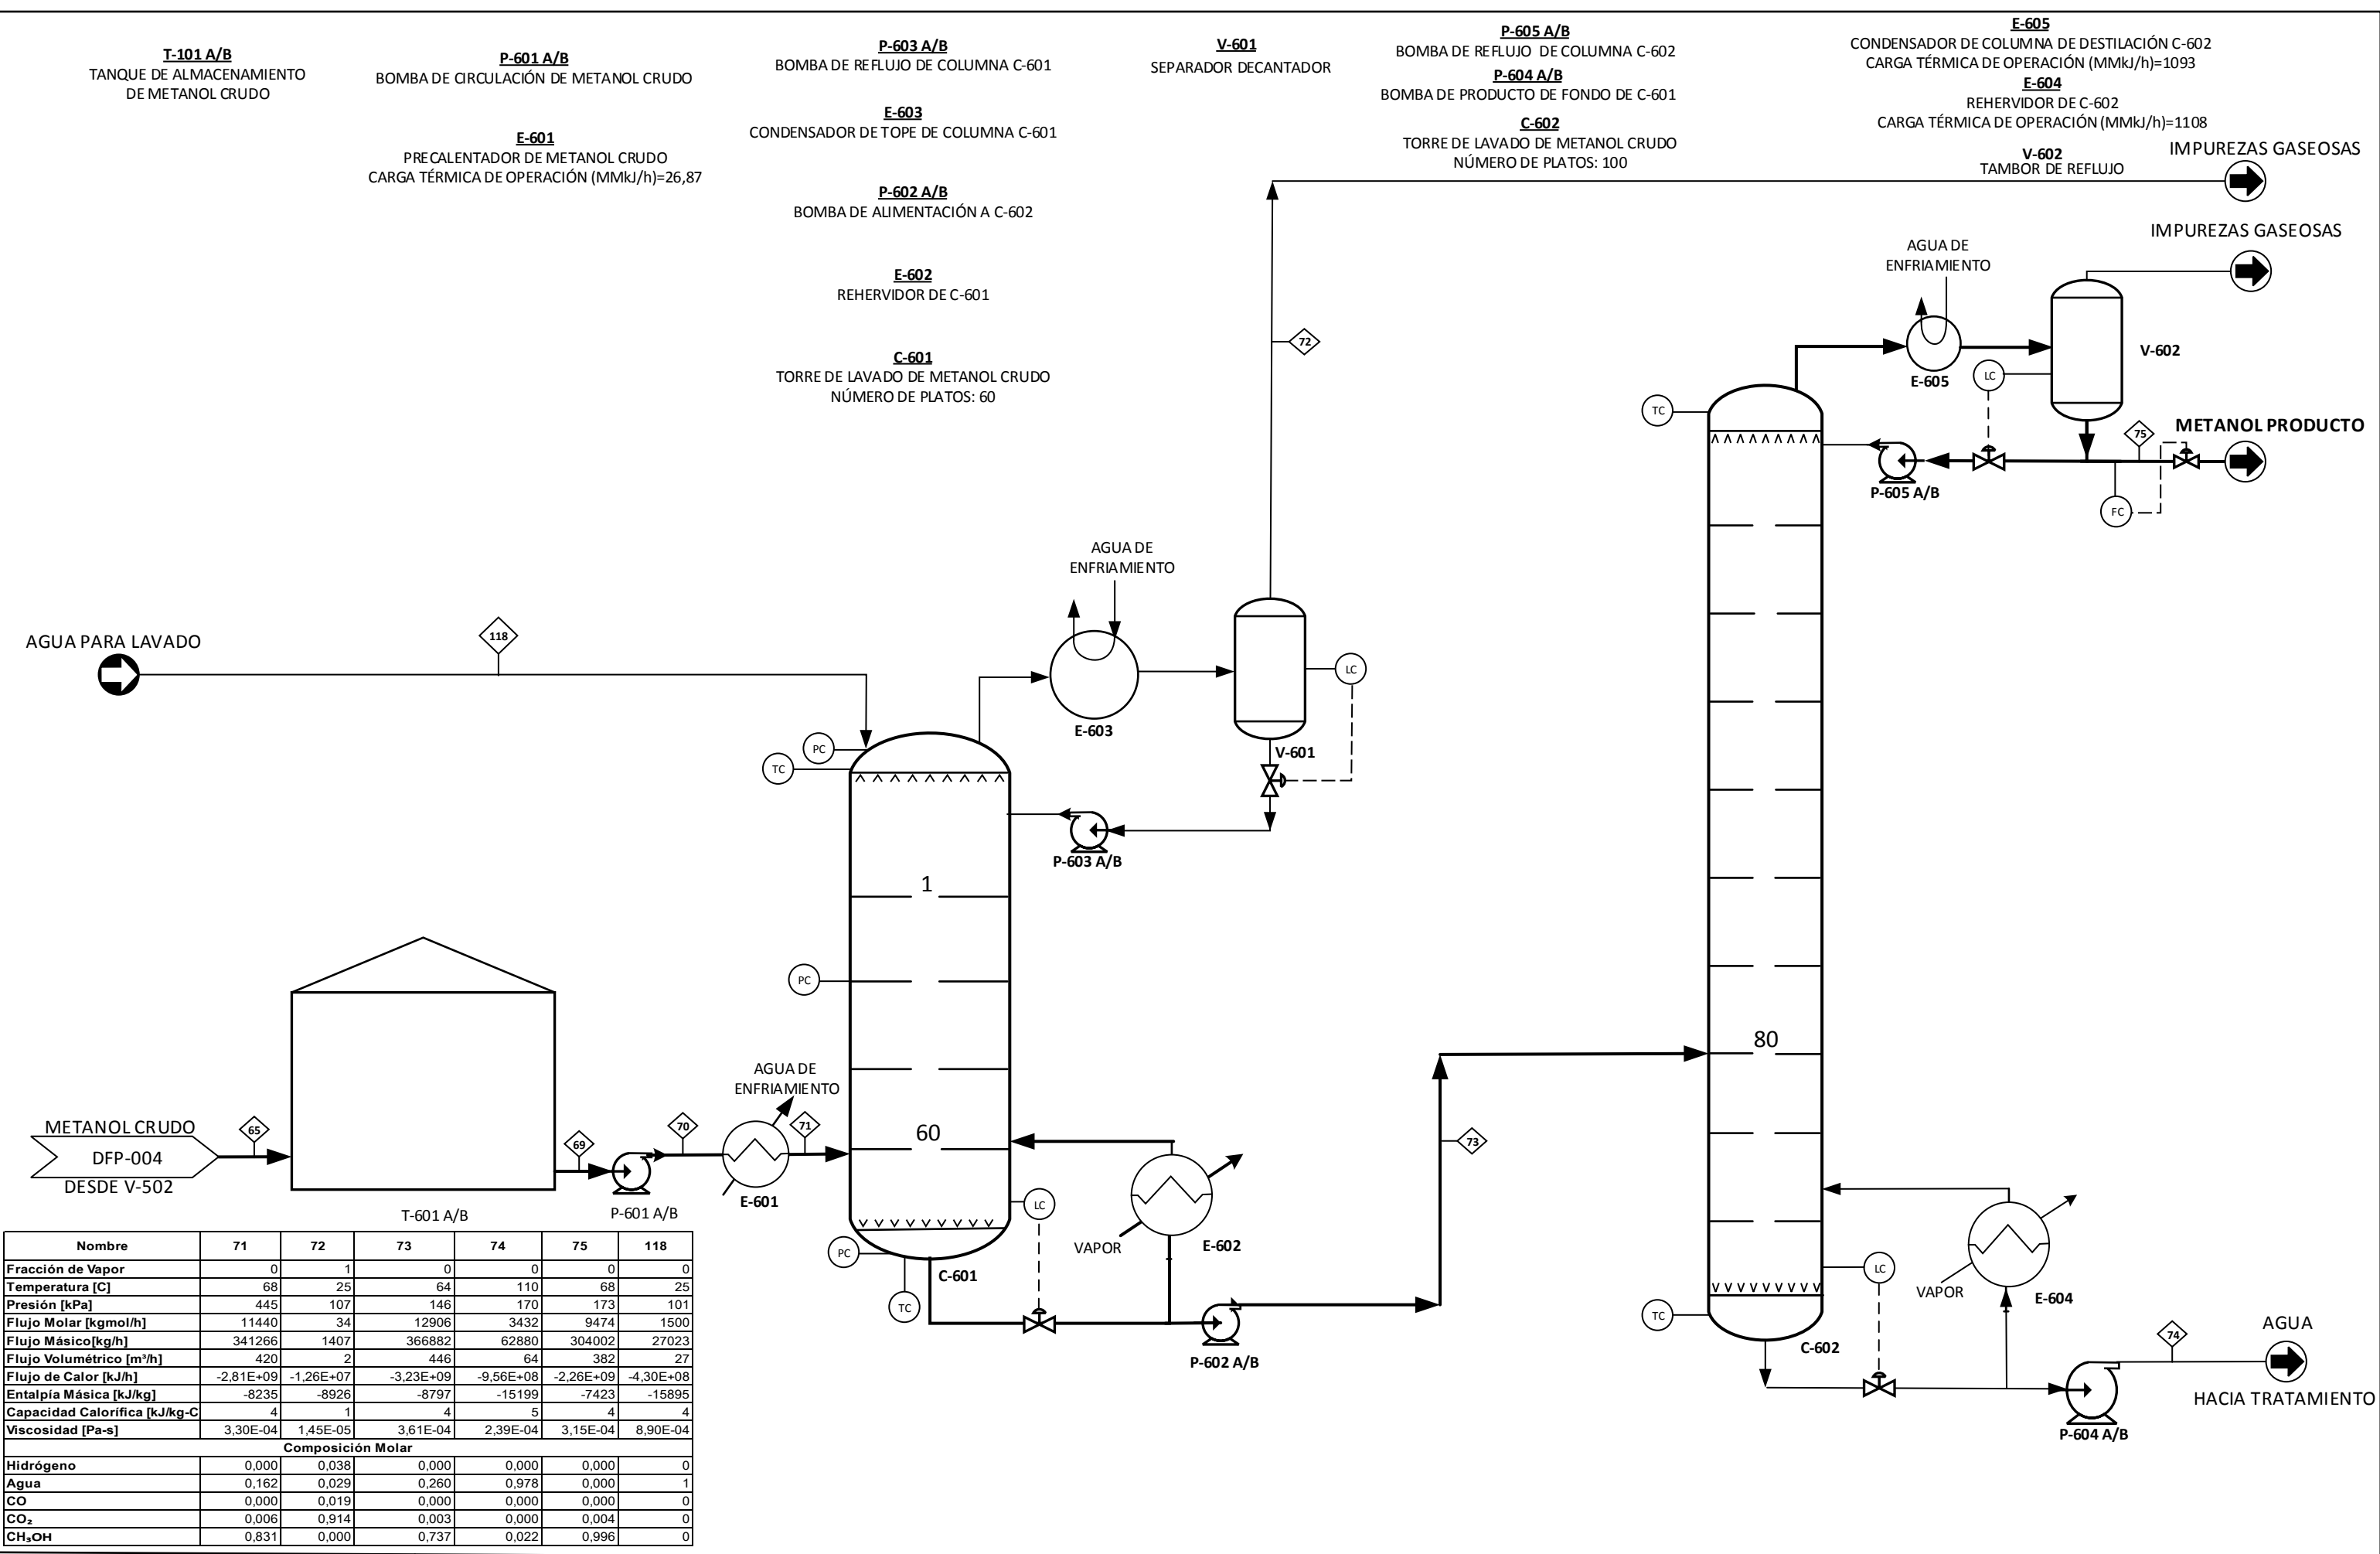 T-101 A/B
TANQUE DE ALMACENAMIENTO
DE METANOL CRUDO
P-601 A/B
BOMBA DE CIRCULACIÓN DE METANOL CRUDO
E-601
PRECALENTADOR DE METANOL CRUDO
CARGA TÉRMICA DE OPERACIÓN (MMkJ/h)=26,87
P-603 A/B
BOMBA DE REFLUJO DE COLUMNA C-601
E-603
CONDENSADOR DE TOPE DE COLUMNA C-601
P-602 A/B
BOMBA DE ALIMENTACIÓN A C-602
E-602
REHERVIDOR DE C-601
C-601
TORRE DE LAVADO DE METANOL CRUDO
NÚMERO DE PLATOS: 60
V-601
SEPARADOR DECANTADOR
P-605 A/B
BOMBA DE REFLUJO DE COLUMNA C-602
P-604 A/B
BOMBA DE PRODUCTO DE FONDO DE C-601
C-602
TORRE DE LAVADO DE METANOL CRUDO
NÚMERO DE PLATOS: 100
E-605
CONDENSADOR DE COLUMNA DE DESTILACIÓN C-602
CARGA TÉRMICA DE OPERACIÓN (MMkJ/h)=1093
E-604
REHERVIDOR DE C-602
CARGA TÉRMICA DE OPERACIÓN (MMkJ/h)=1108
V-602
TAMBOR DE REFLUJO
IMPUREZAS GASEOSAS
IMPUREZAS GASEOSAS
AGUA DE
ENFRIAMIENTO
72
V-602
E-605
LC
TC
75
METANOL PRODUCTO
P-605 A/B
FC
AGUA DE
ENFRIAMIENTO
AGUA PARA LAVADO
118
LC
E-603
V-601
PC
TC
P-603 A/B
1
PC
80
AGUA DE
ENFRIAMIENTO
METANOL CRUDO
DFP-004
DESDE V-502
65
69
70
71
60
73
E-601
T-601 A/B
P-601 A/B
LC
VAPOR
E-602
PC
C-601
TC
P-602 A/B
LC
VAPOR
E-604
TC
C-602
74
AGUA
HACIA TRATAMIENTO
P-604 A/B
Nombre 71 72 73 74 75 118
Fracción de Vapor 0 1 0 0 0 0
Temperatura [C] 68 25 64 110 68 25
Presión [kPa] 445 107 146 170 173 101
Flujo Molar [kgmol/h] 11440 34 12906 3432 9474 1500
Flujo Másico[kg/h] 341266 1407 366882 62880 304002 27023
Flujo Volumétrico [m³/h] 420 2 446 64 382 27
Flujo de Calor [kJ/h] -2,81E+09 -1,26E+07 -3,23E+09 -9,56E+08 -2,26E+09 -4,30E+08
Entalpía Másica [kJ/kg] -8235 -8926 -8797 -15199 -7423 -15895
Capacidad Calorífica [kJ/kg-C 4 1 4 5 4 4
Viscosidad [Pa-s] 3,30E-04 1,45E-05 3,61E-04 2,39E-04 3,15E-04 8,90E-04
Composición Molar
Hidrógeno 0,000 0,038 0,000 0,000 0,000 0
Agua 0,162 0,029 0,260 0,978 0,000 1
CO 0,000 0,019 0,000 0,000 0,000 0
CO₂ 0,006 0,914 0,003 0,000 0,004 0
CH₃OH 0,831 0,000 0,737 0,022 0,996 0